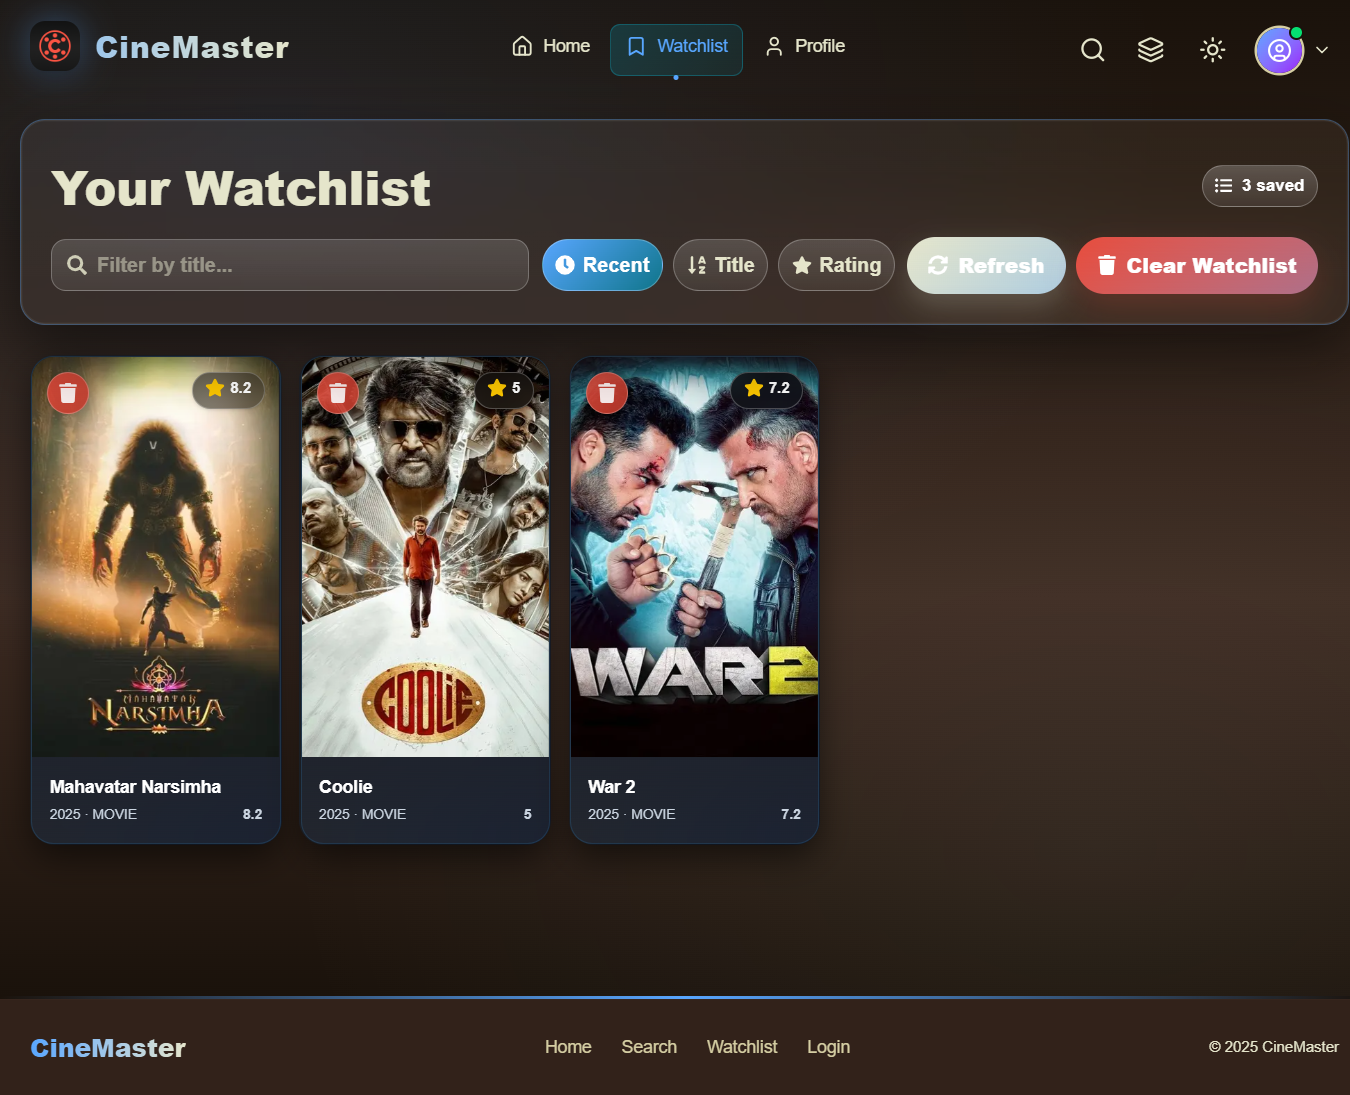 CineMaster
Home
Watchlist
Profile
Your Watchlist
3 saved
Filter by title...
Recent
Title
Rating
Refresh
Clear Watchlist
8.2
5
7.2
MAHAVATAR
NARSIMHA
COOLIE
WAR 2
Mahavatar Narsimha
2025 · MOVIE
8.2
Coolie
2025 · MOVIE
5
War 2
2025 · MOVIE
7.2
CineMaster
Home
Search
Watchlist
Login
© 2025 CineMaster